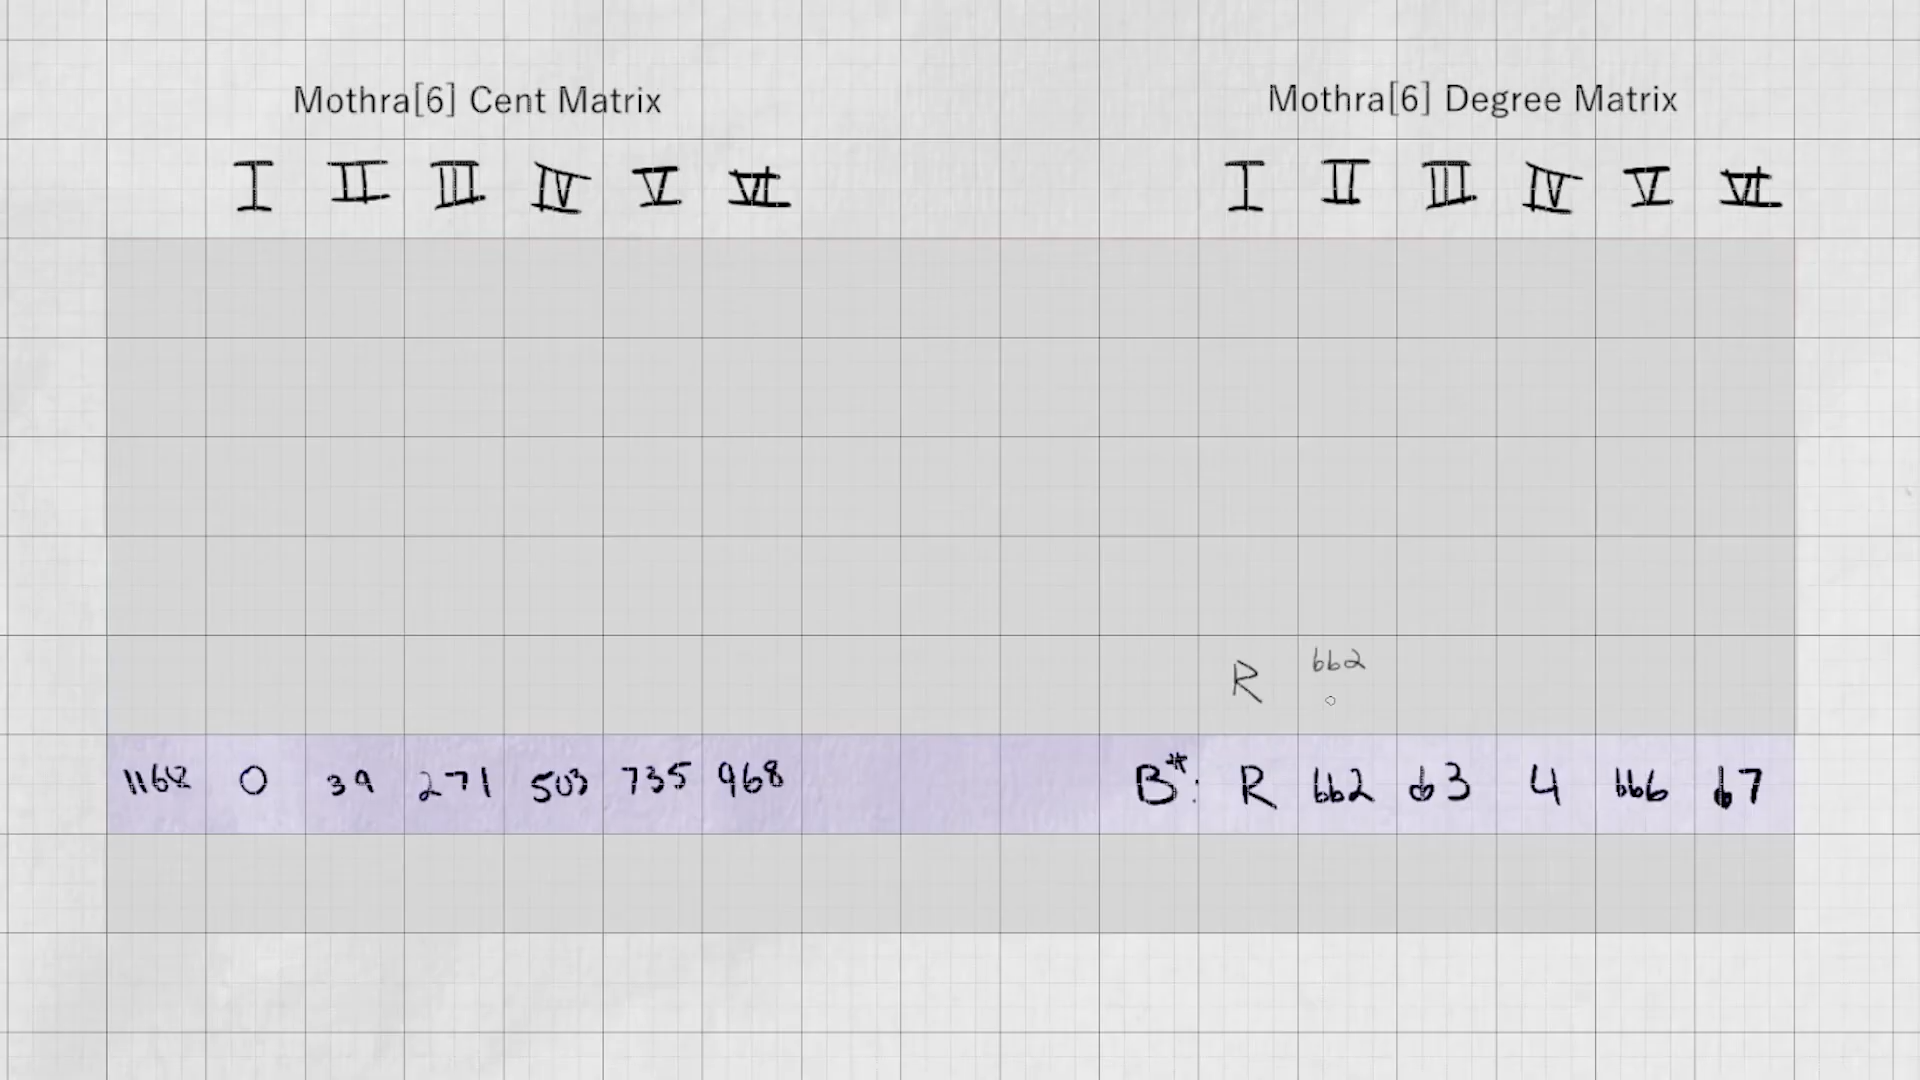 Mothra[6] Cent Matrix
Mothra[6] Degree Matrix
I II III IV V VI
I II III IV V VI
R bb2
1168 0 39 271 503 735 968
B#: R bb2 b3 4 bb6 b7